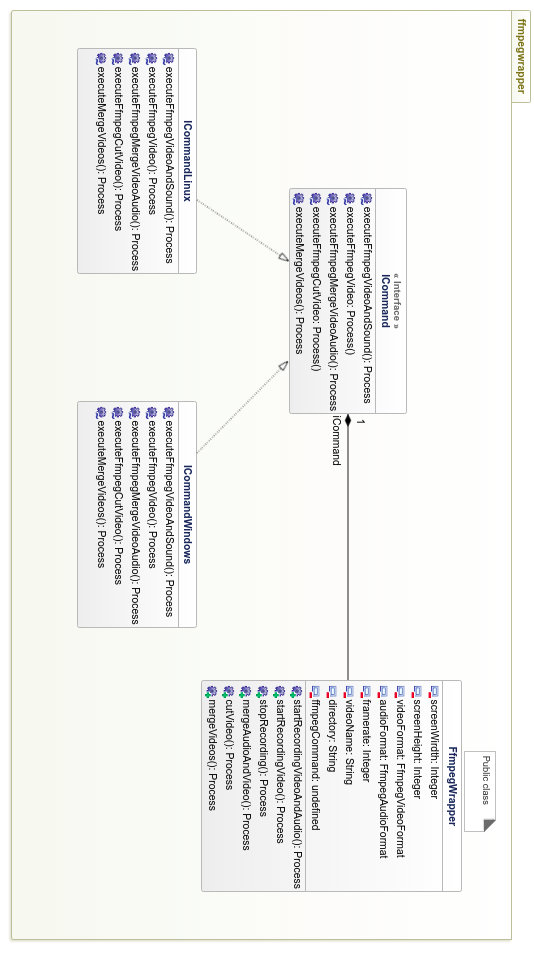 ffmpegwrapper
« Interface »
ICommand
executeFfmpegVideoAndSound(): Process
executeFfmpegVideo: Process()
executeFfmpegMergeVideoAudio(): Process
executeFfmpegCutVideo: Process()
executeMergeVideos(): Process
1
iCommand
Public class
FfmpegWrapper
screenWirdth: Integer
screenHeight: Integer
videoFormat: FfmpegVideoFormat
audioFormat: FfmpegAudioFormat
framerate: Integer
videoName: String
directory: String
ffmpegCommand: undefined
startRecordingVideoAndAudio(): Process
startRecordingVideo(): Process
stopRecording(): Process
mergeAudioAndVideo(): Process
cutVideo(): Process
mergeVideos(): Process
ICommandLinux
executeFfmpegVideoAndSound(): Process
executeFfmpegVideo(): Process
executeFfmpegMergeVideoAudio(): Process
executeFfmpegCutVideo(): Process
executeMergeVideos(): Process
ICommandWindows
executeFfmpegVideoAndSound(): Process
executeFfmpegVideo(): Process
executeFfmpegMergeVideoAudio(): Process
executeFfmpegCutVideo(): Process
executeMergeVideos(): Process